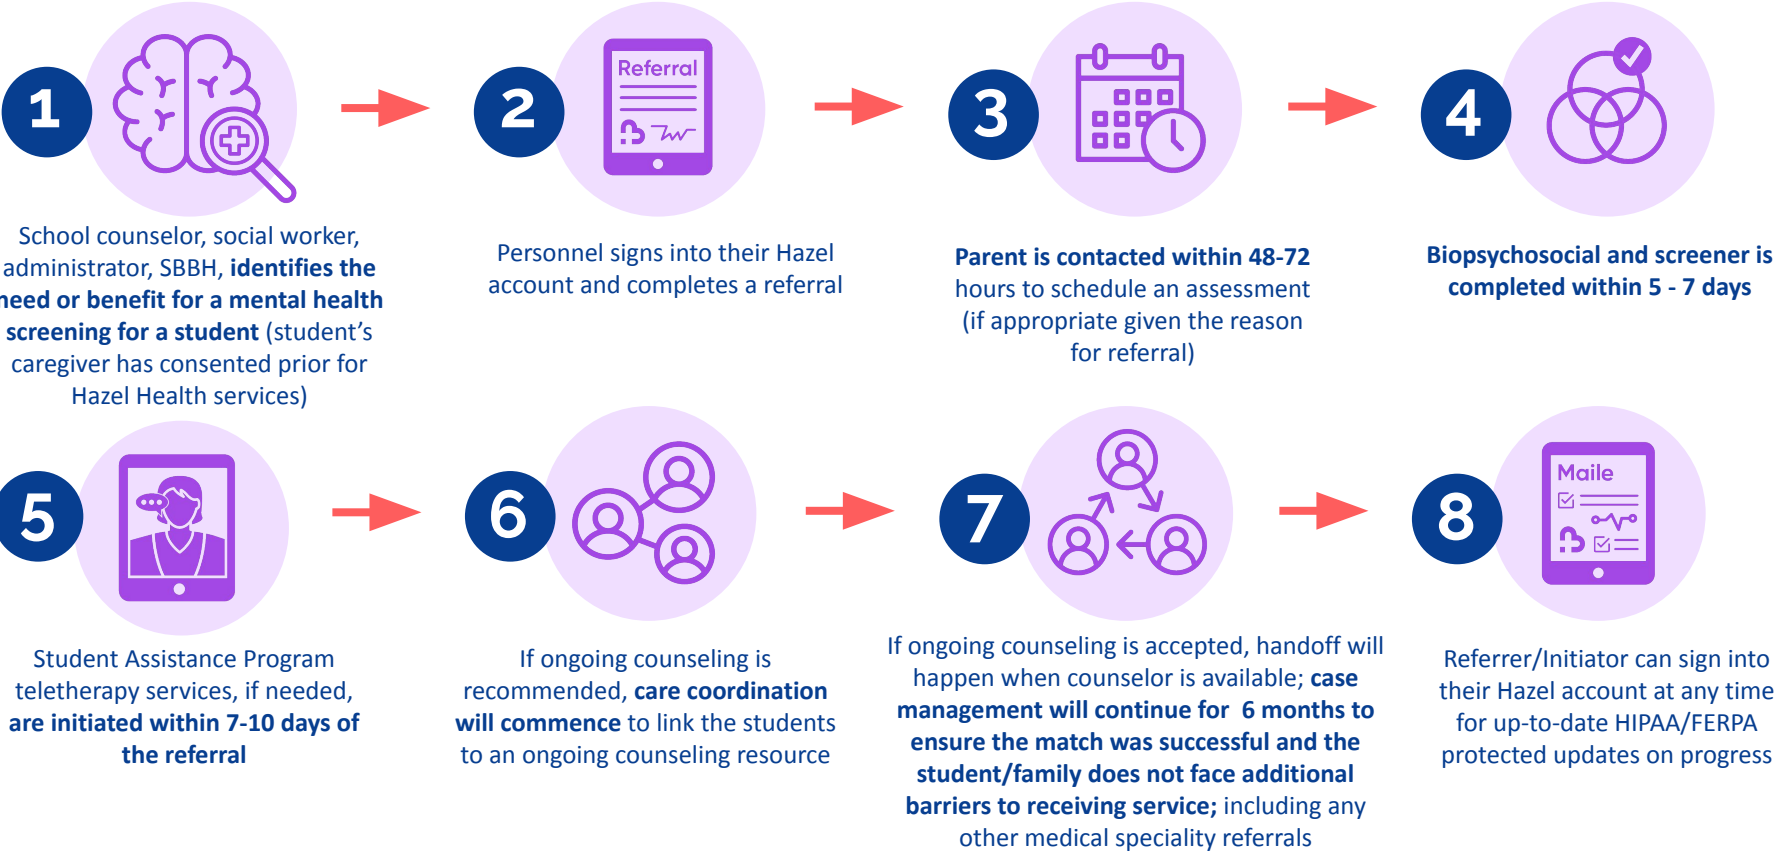 1
School counselor, social worker,
administrator, SBBH, identifies the
need or benefit for a mental health
screening for a student (student’s
caregiver has consented prior for
Hazel Health services)
2
Referral
Personnel signs into their Hazel
account and completes a referral
3
Parent is contacted within 48-72
hours to schedule an assessment
(if appropriate given the reason
for referral)
4
Biopsychosocial and screener is
completed within 5 - 7 days
5
Student Assistance Program
teletherapy services, if needed,
are initiated within 7-10 days of
the referral
6
If ongoing counseling is
recommended, care coordination
will commence to link the students
to an ongoing counseling resource
7
If ongoing counseling is accepted, handoff will
happen when counselor is available; case
management will continue for  6 months to
ensure the match was successful and the
student/family does not face additional
barriers to receiving service; including any
other medical speciality referrals
8
Maile
Referrer/Initiator can sign into
their Hazel account at any time
for up-to-date HIPAA/FERPA
protected updates on progress